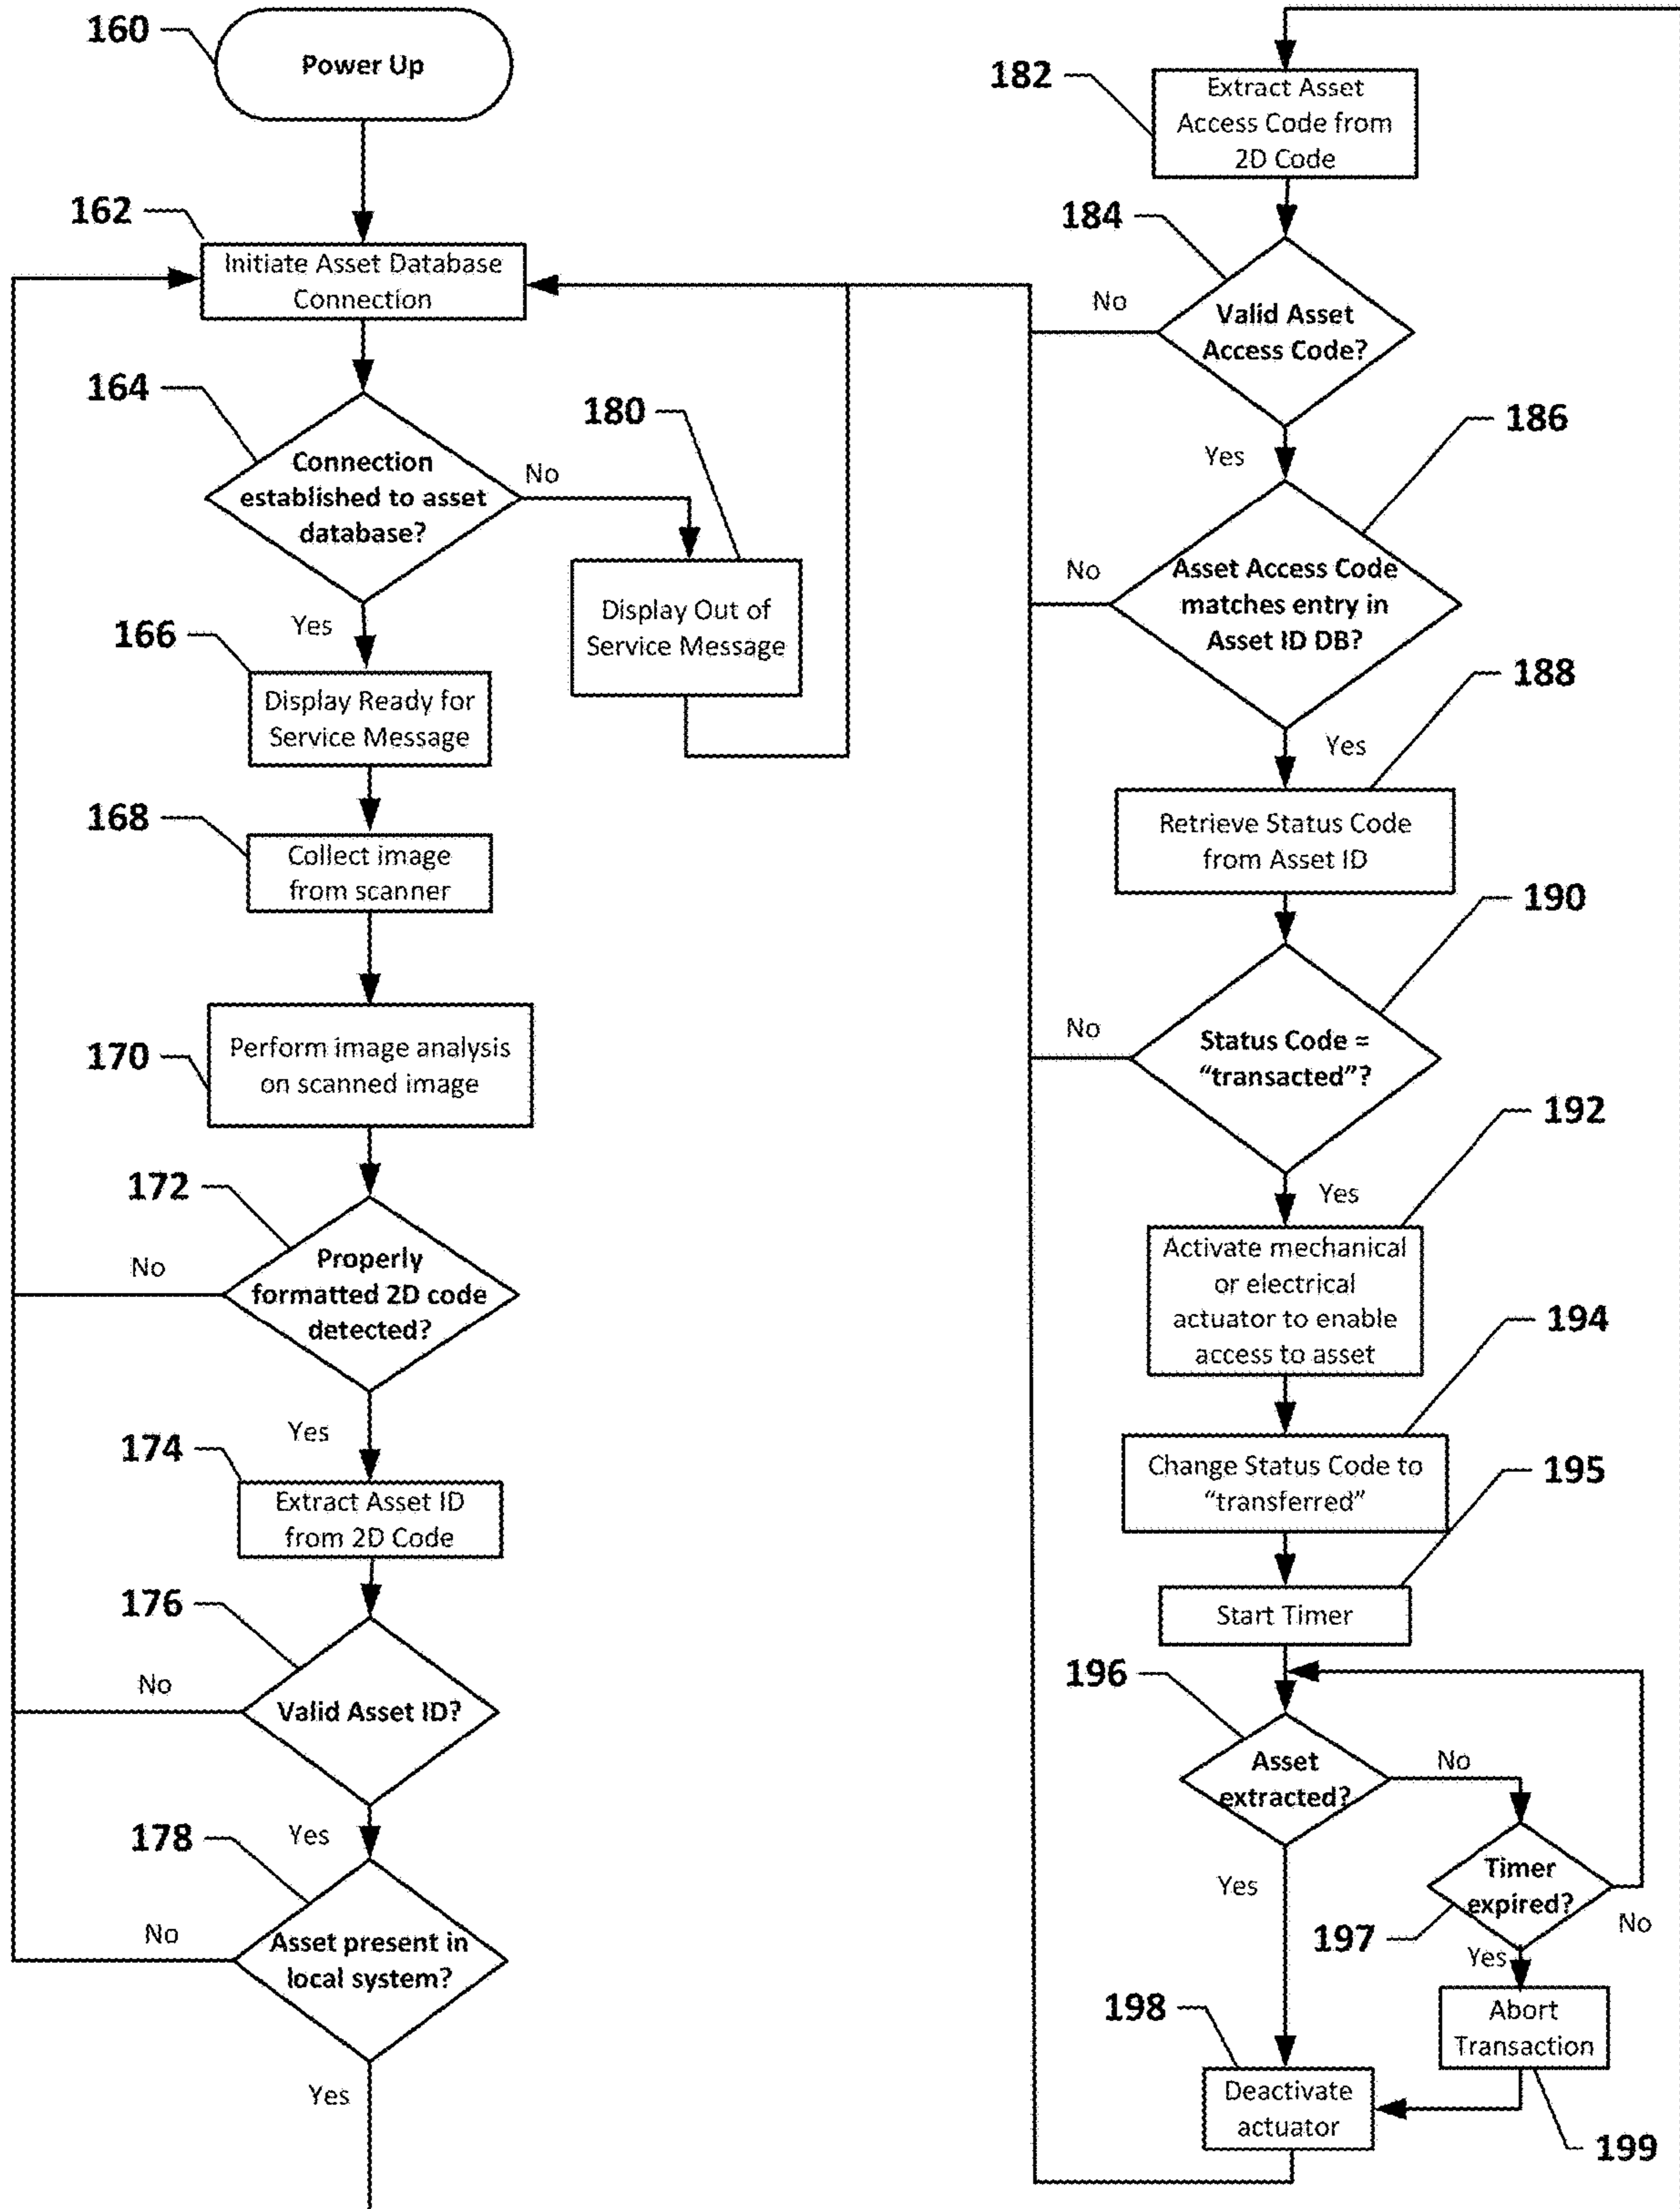 160
Power Up
162
Initiate Asset Database
Connection
164
Connection
established to asset
database?
No
180
Display Out of
Service Message
Yes
166
Display Ready for
Service Message
168
Collect image
from scanner
170
Perform image analysis
on scanned image
172
Properly
formatted 2D code
detected?
No
Yes
174
Extract Asset ID
from 2D Code
176
Valid Asset ID?
No
Yes
178
Asset present in
local system?
No
Yes
182
Extract Asset
Access Code from
2D Code
184
Valid Asset
Access Code?
No
Yes
186
Asset Access Code
matches entry in
Asset ID DB?
No
Yes
188
Retrieve Status Code
from Asset ID
190
Status Code =
“transacted”?
No
Yes
192
Activate mechanical
or electrical
actuator to enable
access to asset
194
Change Status Code to
“transferred”
195
Start Timer
196
Asset
extracted?
No
Yes
Timer
expired?
197
No
Yes
Abort
Transaction
199
198
Deactivate
actuator